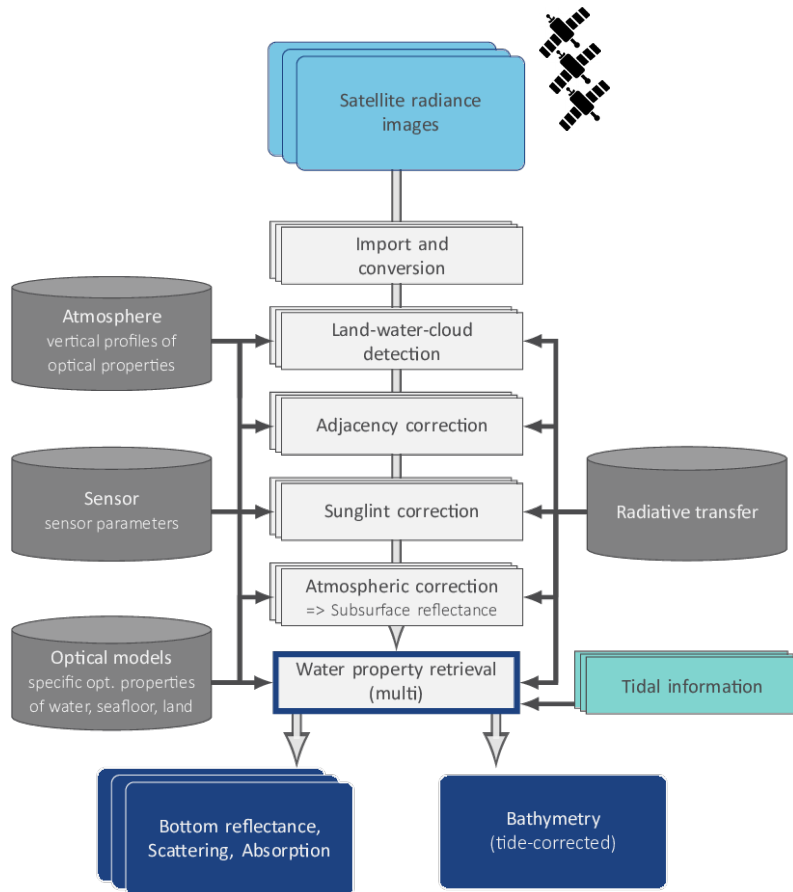 Satellite radiance
images
Import and
conversion
Atmosphere
vertical profiles of
optical properties
Land-water-cloud
detection
Adjacency correction
Sensor
sensor parameters
Sunglint correction
Radiative transfer
Atmospheric correction
=> Subsurface reflectance
Optical models
specific opt. properties
of water, seafloor, land
Water property retrieval
(multi)
Tidal information
Bottom reflectance,
Scattering, Absorption
Bathymetry
(tide-corrected)